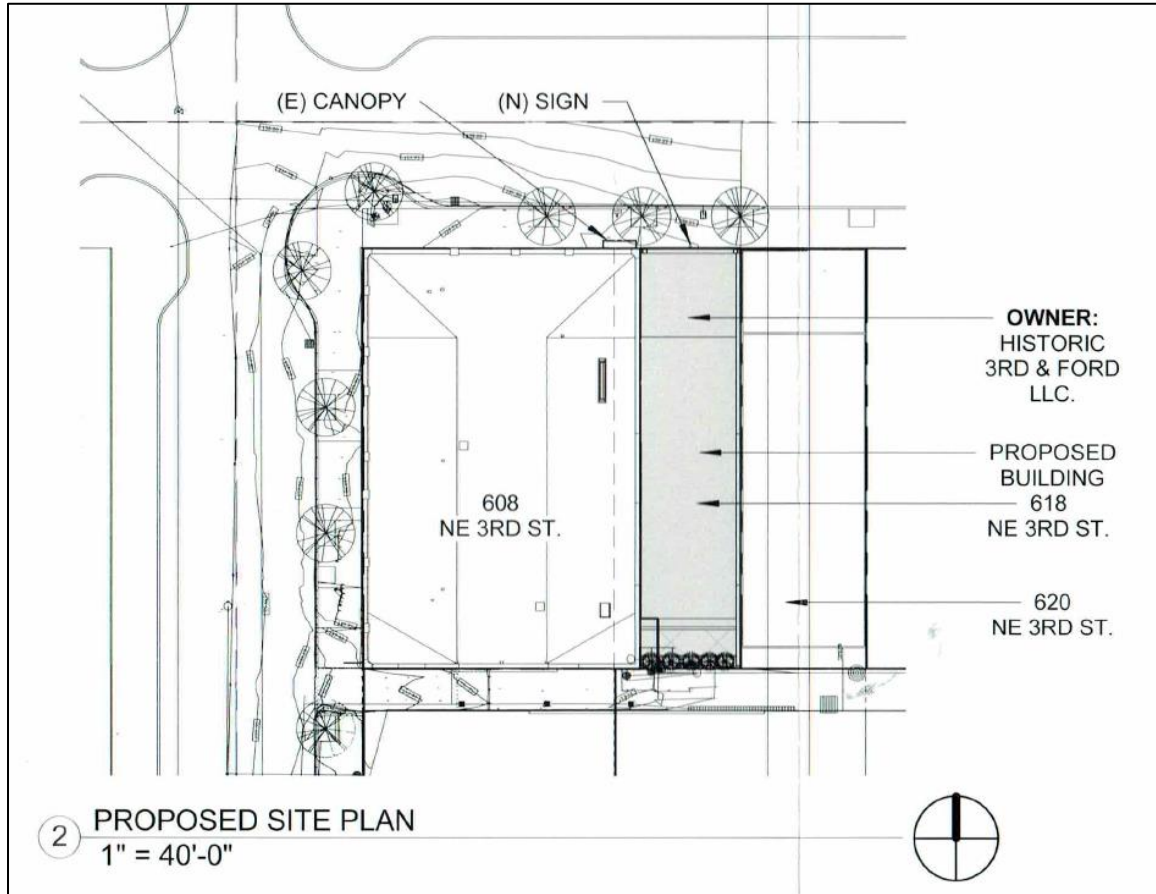 (E) CANOPY
(N) SIGN
OWNER:
HISTORIC
3RD & FORD
LLC.
PROPOSED
BUILDING
618
NE 3RD ST.
608
NE 3RD ST.
620
NE 3RD ST.
2
PROPOSED SITE PLAN
1" = 40'-0"